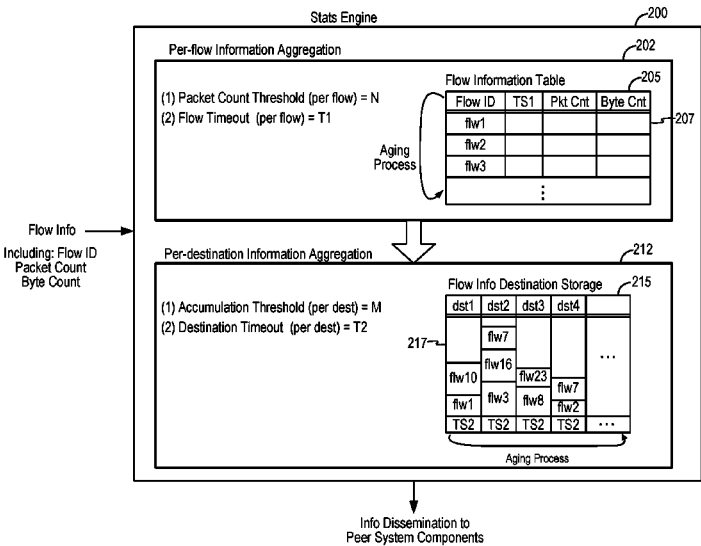 Stats Engine
200
Per-flow Information Aggregation
202
(1) Packet Count Threshold (per flow) = N
(2) Flow Timeout (per flow) = T1
Flow Information Table
205
Flow ID TS1 Pkt Cnt Byte Cnt
flw1
207
flw2
flw3
⋮
Aging
Process
Flow Info
Including: Flow ID
Packet Count
Byte Count
Per-destination Information Aggregation
212
(1) Accumulation Threshold (per dest) = M
(2) Destination Timeout (per dest) = T2
Flow Info Destination Storage
215
dst1 dst2 dst3 dst4
217
flw7
flw10 flw16 flw23 flw7 ...
flw1 flw3 flw8 flw2
TS2 TS2 TS2 TS2 ...
Aging Process
Info Dissemination to
Peer System Components